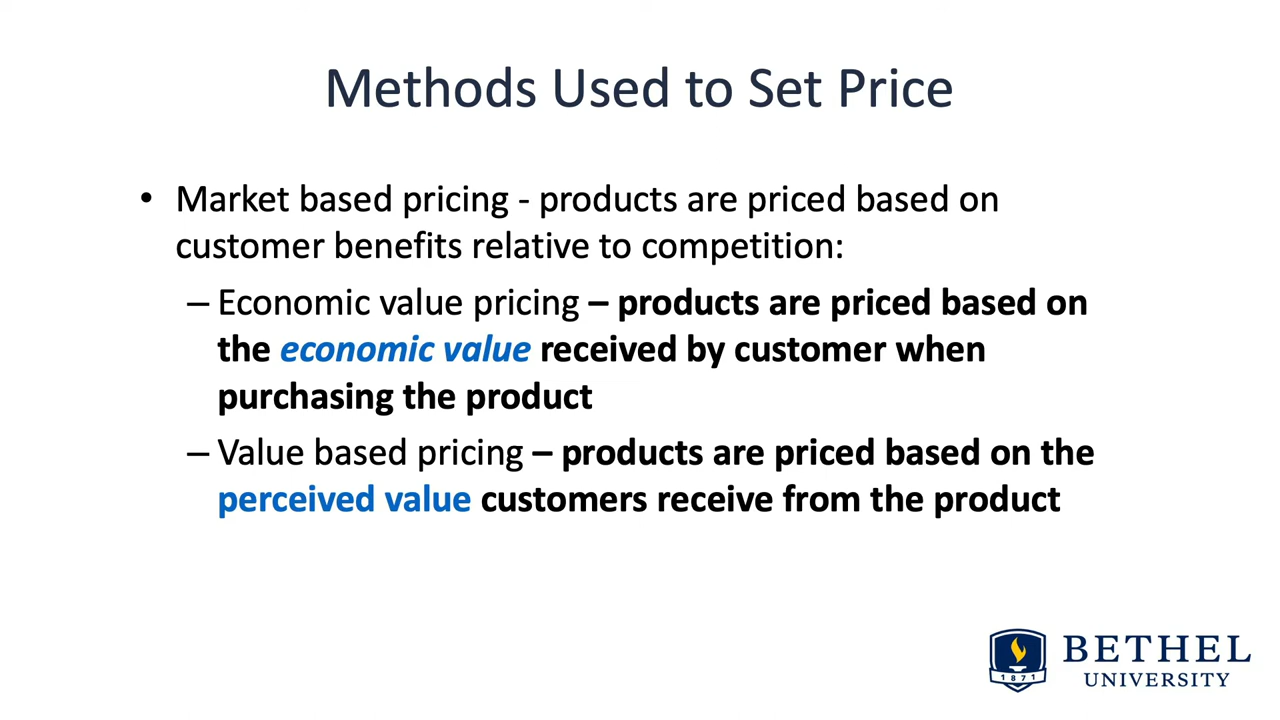 Methods Used to Set Price
• Market based pricing - products are priced based on
customer benefits relative to competition:
– Economic value pricing – products are priced based on
the economic value received by customer when
purchasing the product
– Value based pricing – products are priced based on the
perceived value customers receive from the product
BETHEL
UNIVERSITY
1871